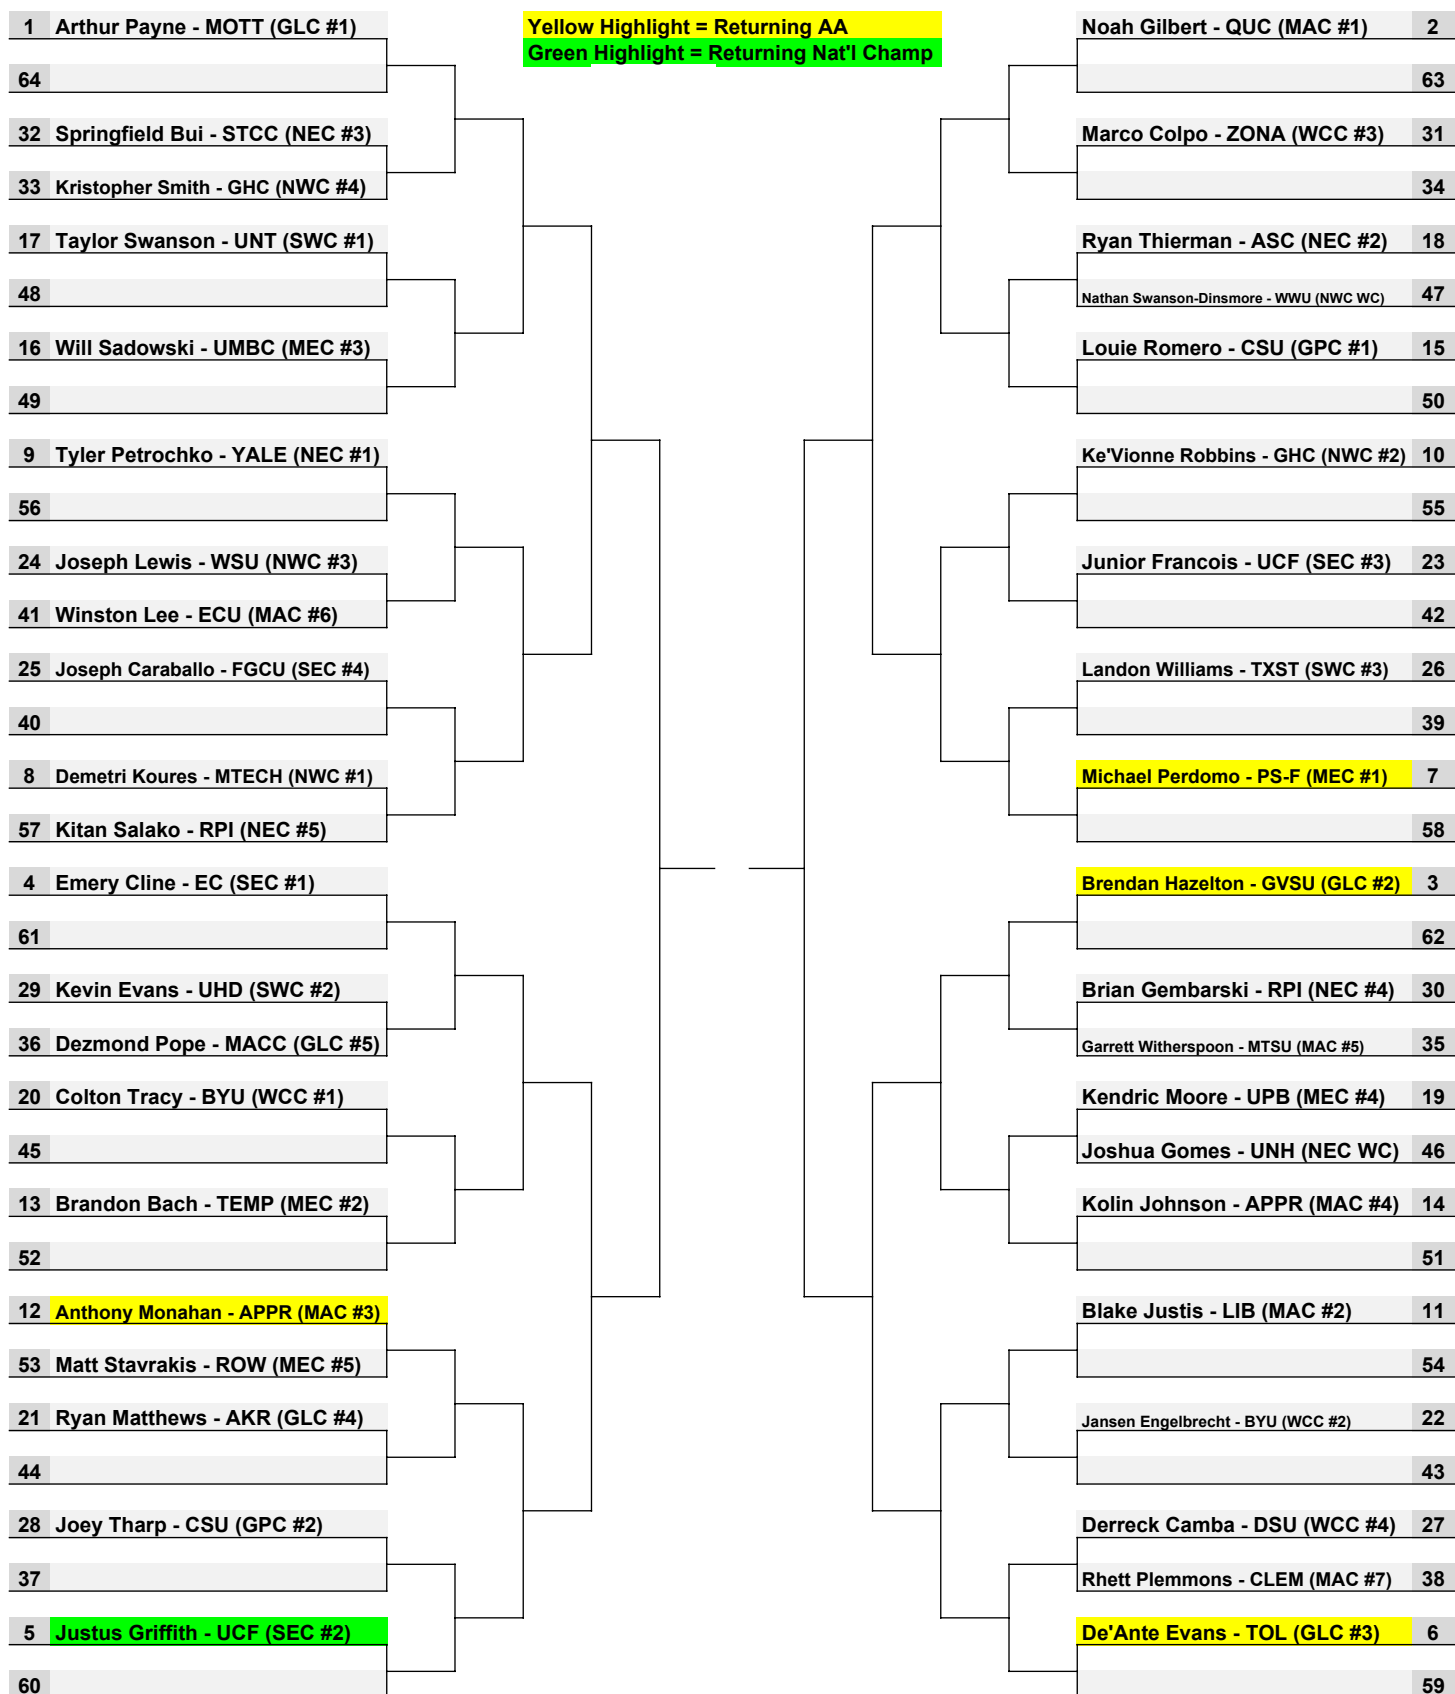 1 Arthur Payne - MOTT (GLC #1)
64
32 Springfield Bui - STCC (NEC #3)
33 Kristopher Smith - GHC (NWC #4)
17 Taylor Swanson - UNT (SWC #1)
48
16 Will Sadowski - UMBC (MEC #3)
49
9 Tyler Petrochko - YALE (NEC #1)
56
24 Joseph Lewis - WSU (NWC #3)
41 Winston Lee - ECU (MAC #6)
25 Joseph Caraballo - FGCU (SEC #4)
40
8 Demetri Koures - MTECH (NWC #1)
57 Kitan Salako - RPI (NEC #5)
4 Emery Cline - EC (SEC #1)
61
29 Kevin Evans - UHD (SWC #2)
36 Dezmond Pope - MACC (GLC #5)
20 Colton Tracy - BYU (WCC #1)
45
13 Brandon Bach - TEMP (MEC #2)
52
12 Anthony Monahan - APPR (MAC #3)
53 Matt Stavrakis - ROW (MEC #5)
21 Ryan Matthews - AKR (GLC #4)
44
28 Joey Tharp - CSU (GPC #2)
37
5 Justus Griffith - UCF (SEC #2)
60
Yellow Highlight = Returning AA
Green Highlight = Returning Nat'l Champ
Noah Gilbert - QUC (MAC #1) 2
63
Marco Colpo - ZONA (WCC #3) 31
34
Ryan Thierman - ASC (NEC #2) 18
Nathan Swanson-Dinsmore - WWU (NWC WC) 47
Louie Romero - CSU (GPC #1) 15
50
Ke'Vionne Robbins - GHC (NWC #2) 10
55
Junior Francois - UCF (SEC #3) 23
42
Landon Williams - TXST (SWC #3) 26
39
Michael Perdomo - PS-F (MEC #1) 7
58
Brendan Hazelton - GVSU (GLC #2) 3
62
Brian Gembarski - RPI (NEC #4) 30
Garrett Witherspoon - MTSU (MAC #5) 35
Kendric Moore - UPB (MEC #4) 19
Joshua Gomes - UNH (NEC WC) 46
Kolin Johnson - APPR (MAC #4) 14
51
Blake Justis - LIB (MAC #2) 11
54
Jansen Engelbrecht - BYU (WCC #2) 22
43
Derreck Camba - DSU (WCC #4) 27
Rhett Plemmons - CLEM (MAC #7) 38
De'Ante Evans - TOL (GLC #3) 6
59